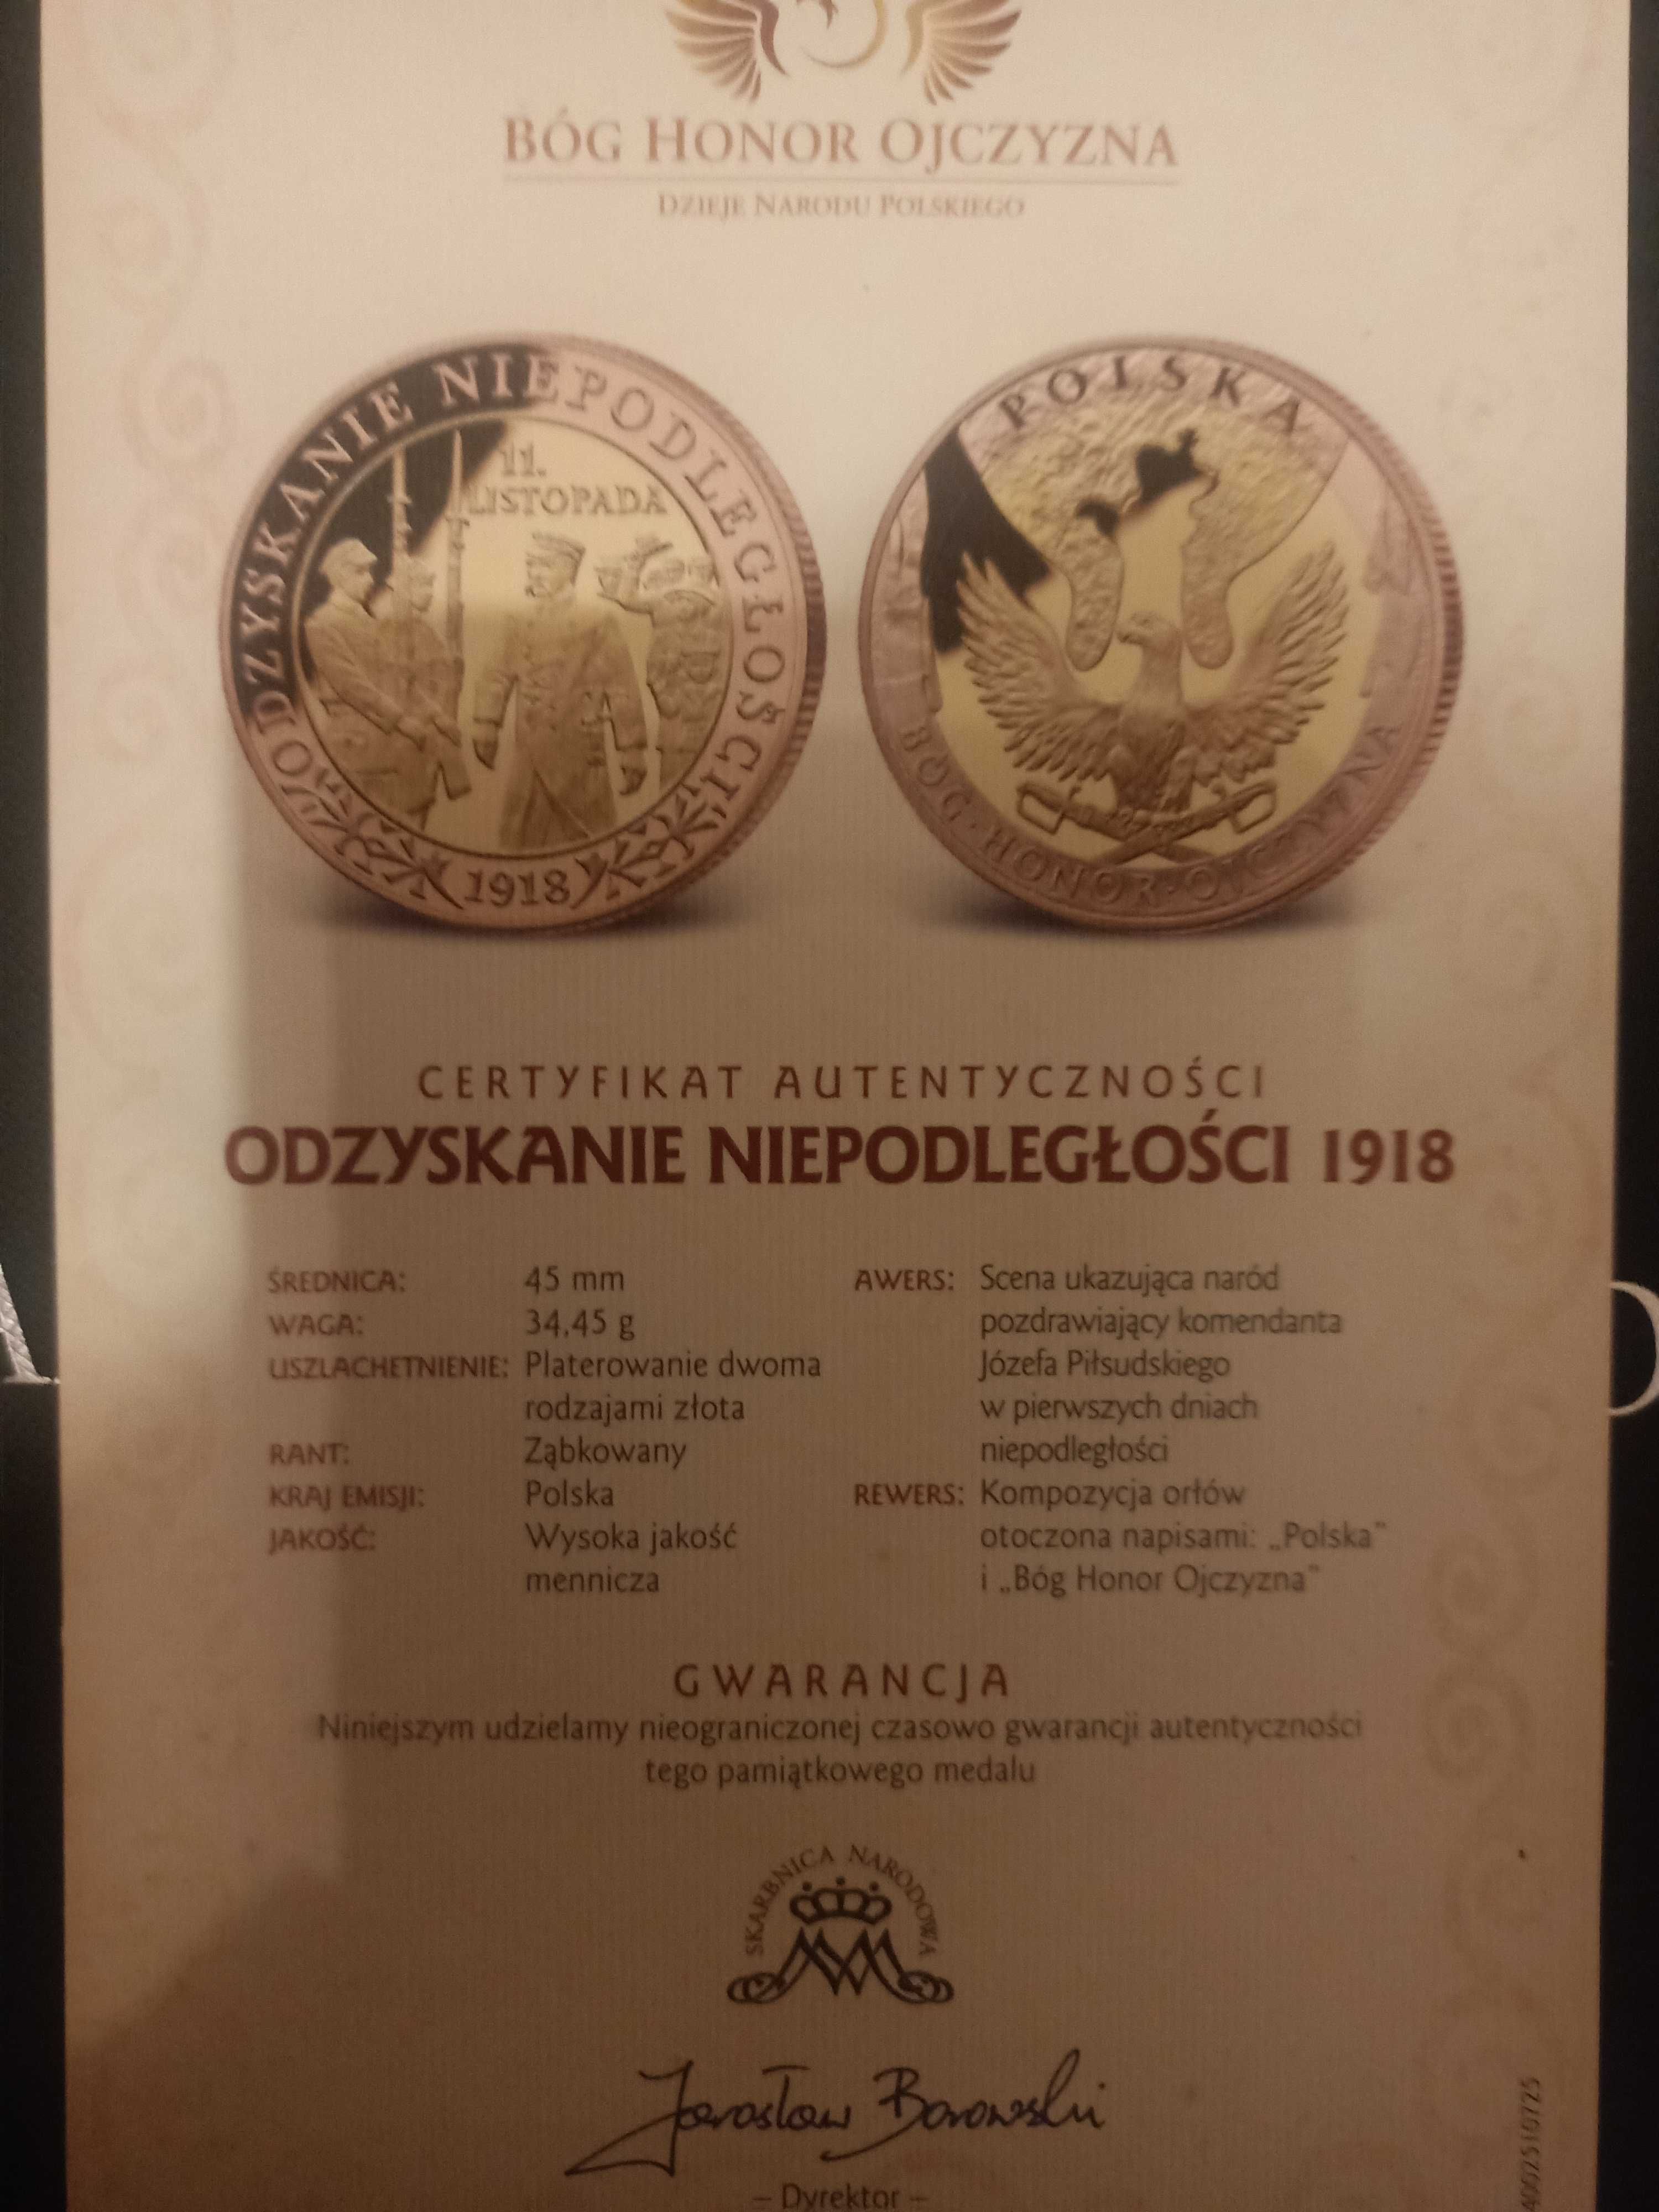 BÓG HONOR OJCZYZNA
DZIEJE NARODU POLSKIEGO
ODZYSKANIE NIEPODLEGŁOŚCI
11.
LISTOPADA
1918
POLSKA
BÓG·HONOR·OJCZYZNA
CERTYFIKAT AUTENTYCZNOŚCI
ODZYSKANIE NIEPODLEGŁOŚCI 1918
ŚREDNICA: 45 mm
WAGA: 34,45 g
USZLACHETNIENIE: Platerowanie dwoma
rodzajami złota
RANT: Ząbkowany
KRAJ EMISJI: Polska
JAKOŚĆ: Wysoka jakość
mennicza
AWERS: Scena ukazująca naród
pozdrawiający komendanta
Józefa Piłsudskiego
w pierwszych dniach
niepodległości
REWERS: Kompozycja orłów
otoczona napisami: „Polska”
i „Bóg Honor Ojczyzna”
GWARANCJA
Niniejszym udzielamy nieograniczonej czasowo gwarancji autentyczności
tego pamiątkowego medalu
SKARBNICA NARODOWA
Jarosław Borowski
– Dyrektor –